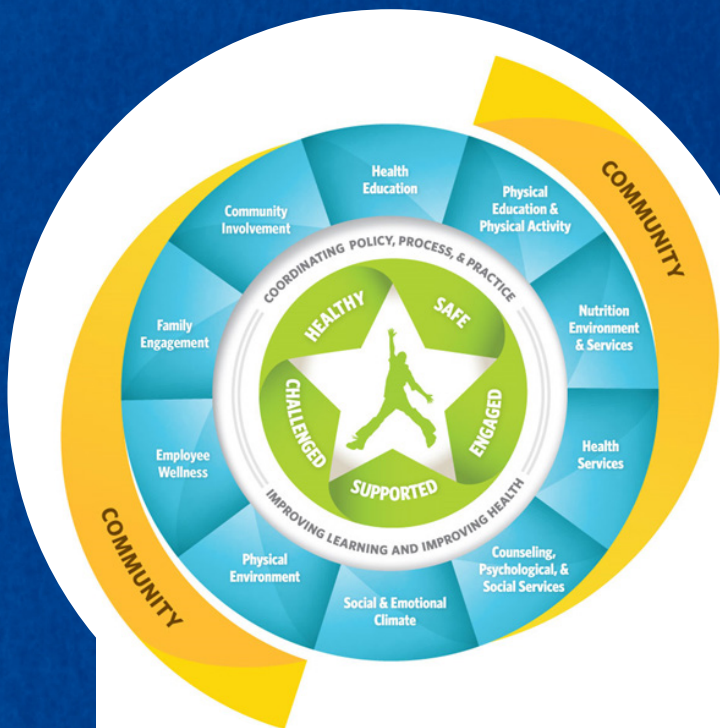 COMMUNITY
Health
Education
Physical
Education &
Physical Activity
Nutrition
Environment
& Services
Health
Services
Counseling,
Psychological, &
Social Services
Social & Emotional
Climate
Physical
Environment
Employee
Wellness
Family
Engagement
Community
Involvement
COORDINATING POLICY, PROCESS, & PRACTICE
IMPROVING LEARNING AND IMPROVING HEALTH
HEALTHY
SAFE
ENGAGED
SUPPORTED
CHALLENGED
COMMUNITY